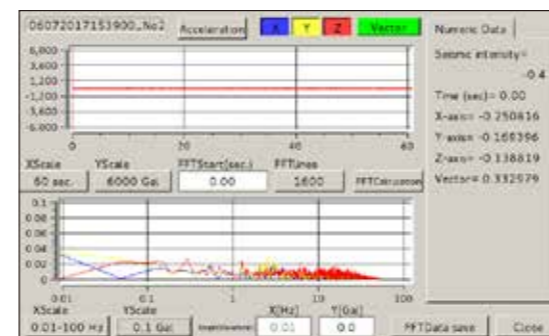 06072017153900_No2 Acceleration X Y Z Vector Numeric Data
6,000
3,600
1,200
-1,200
-3,600
-6,000
0 20 40 60
Seismic intensity=
-0.4
Time (sec)= 0.00
X-axis= -0.250816
Y-axis= -0.168396
Z-axis= -0.138819
Vector= 0.332979
XScale YScale FFTStart(sec.) FFTLines
60 sec. 6000 Gal 0.00 1600 FFTCalculation
0.1
0.08
0.06
0.04
0.02
0
0.01 0.1 1 10 100
XScale YScale X[Hz] Y[Gal]
0.01-100 Hz 0.1 Gal 0.01 0.0 FFTData save Close